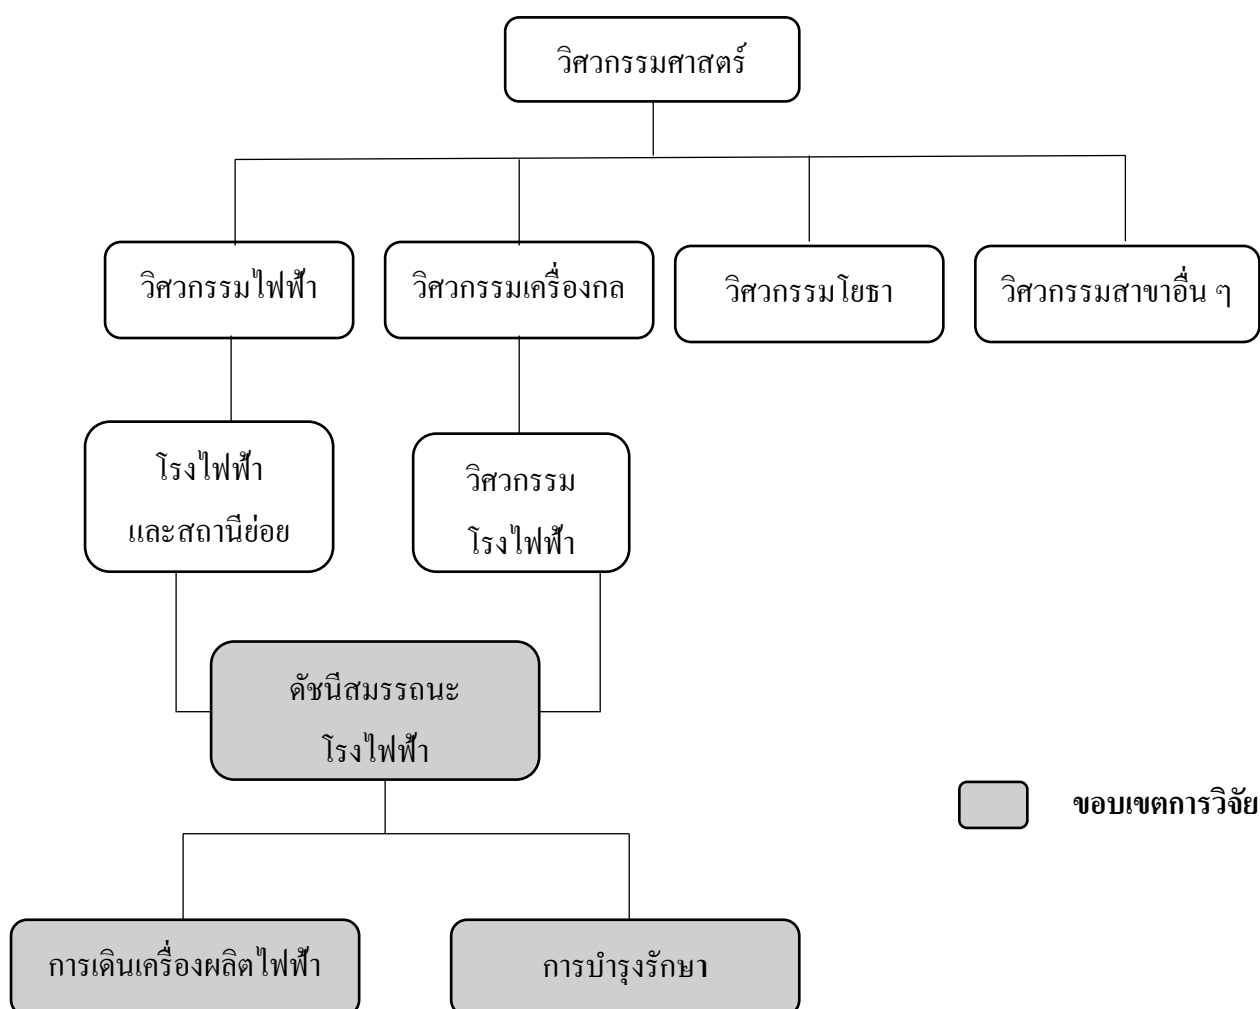 วิศวกรรมศาสตร์
วิศวกรรมไฟฟ้า
วิศวกรรมเครื่องกล
วิศวกรรมโยธา
วิศวกรรมสาขาอื่น ๆ
โรงไฟฟ้า
และสถานีย่อย
วิศวกรรม
โรงไฟฟ้า
ดัชนีสมรรถนะ
โรงไฟฟ้า
ขอบเขตการวิจัย
การเดินเครื่องผลิตไฟฟ้า
การบำรุงรักษา